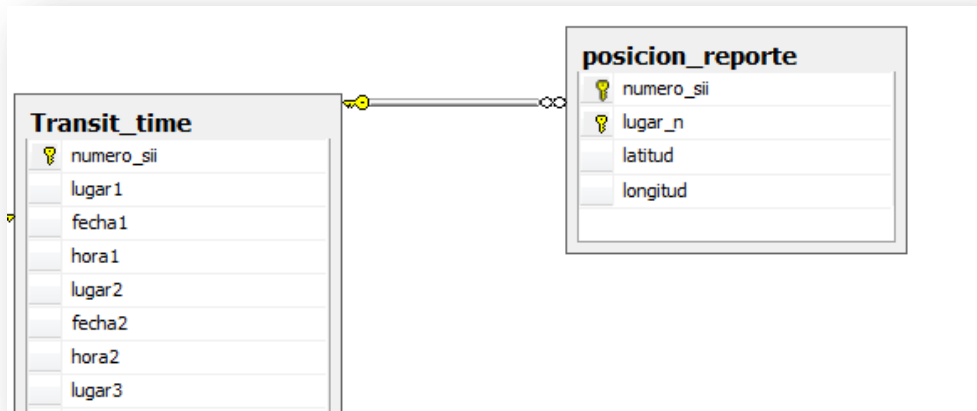 Transit_time
numero_sii
lugar1
fecha1
hora1
lugar2
fecha2
hora2
lugar3
posicion_reporte
numero_sii
lugar_n
latitud
longitud